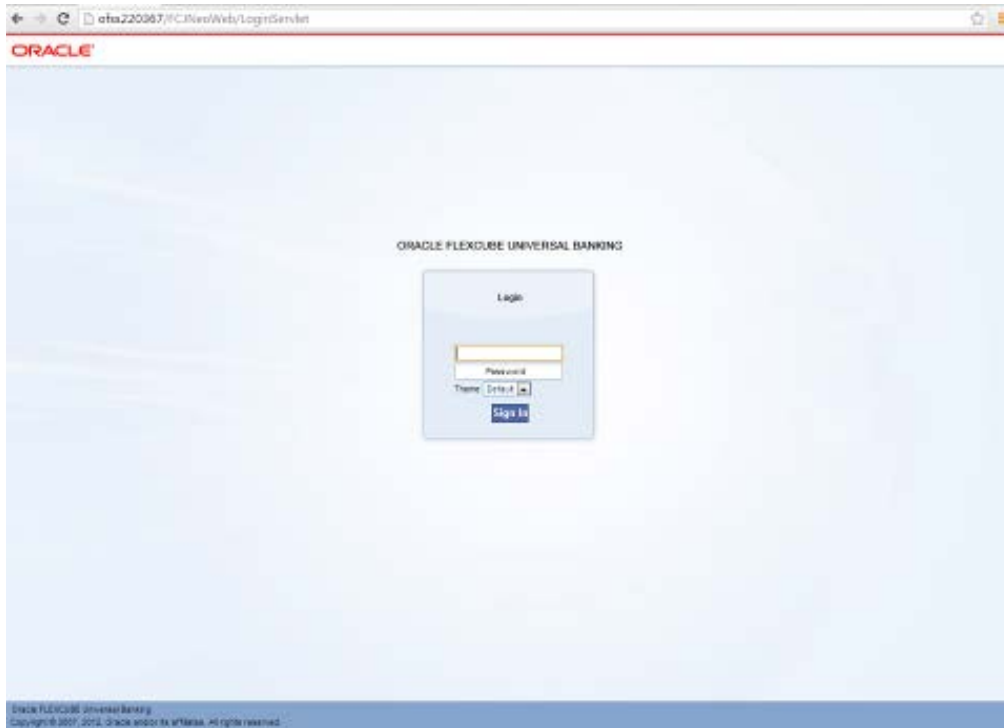 ofss220367/FCJNeoWeb/LoginServlet
ORACLE
ORACLE FLEXCUBE UNIVERSAL BANKING
Login
Password
Theme Default
Sign In
Oracle FLEXCUBE Universal Banking
Copyright © 2007, 2012, Oracle and/or its affiliates. All rights reserved.